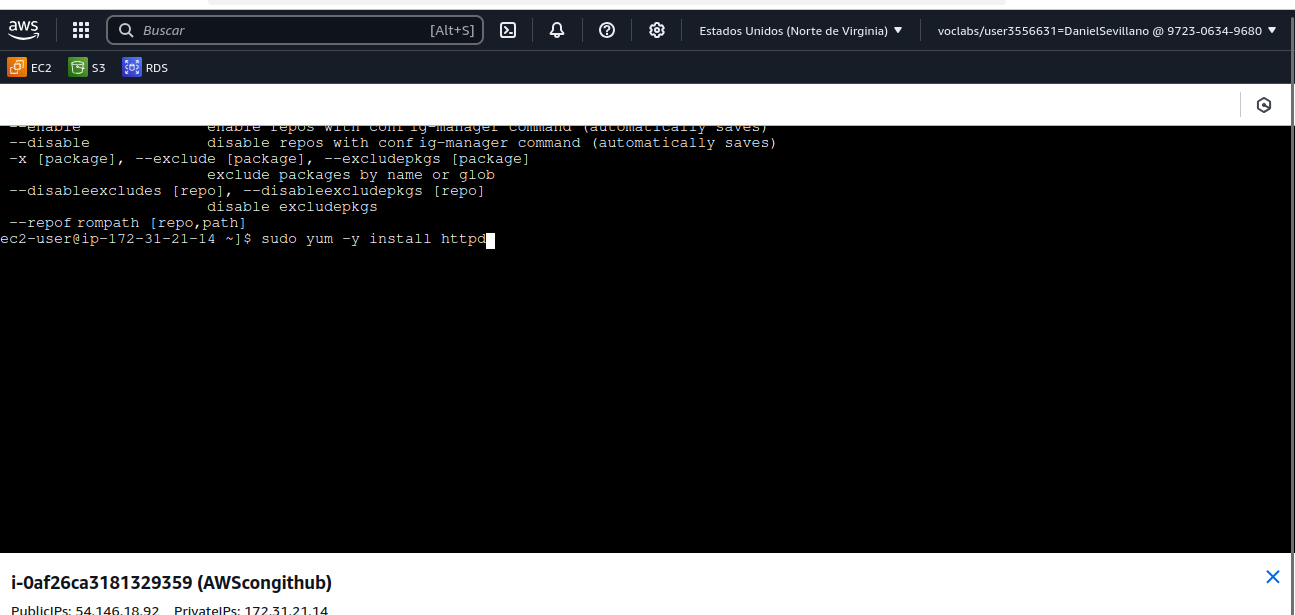 aws
Buscar
[Alt+S]
Estados Unidos (Norte de Virginia)
voclabs/user3556631=DanielSevillano @ 9723-0634-9680
EC2
S3
RDS
--enable enable repos with config-manager command (automatically saves)
--disable disable repos with config-manager command (automatically saves)
-x [package], --exclude [package], --excludepkgs [package]
exclude packages by name or glob
--disableexcludes [repo], --disableexcludepkgs [repo]
disable excludepkgs
--repofrompath [repo,path]
ec2-user@ip-172-31-21-14 ~]$ sudo yum -y install httpd
i-0af26ca3181329359 (AWScongithub)
PublicIPs: 54.146.18.92 PrivateIPs: 172.31.21.14